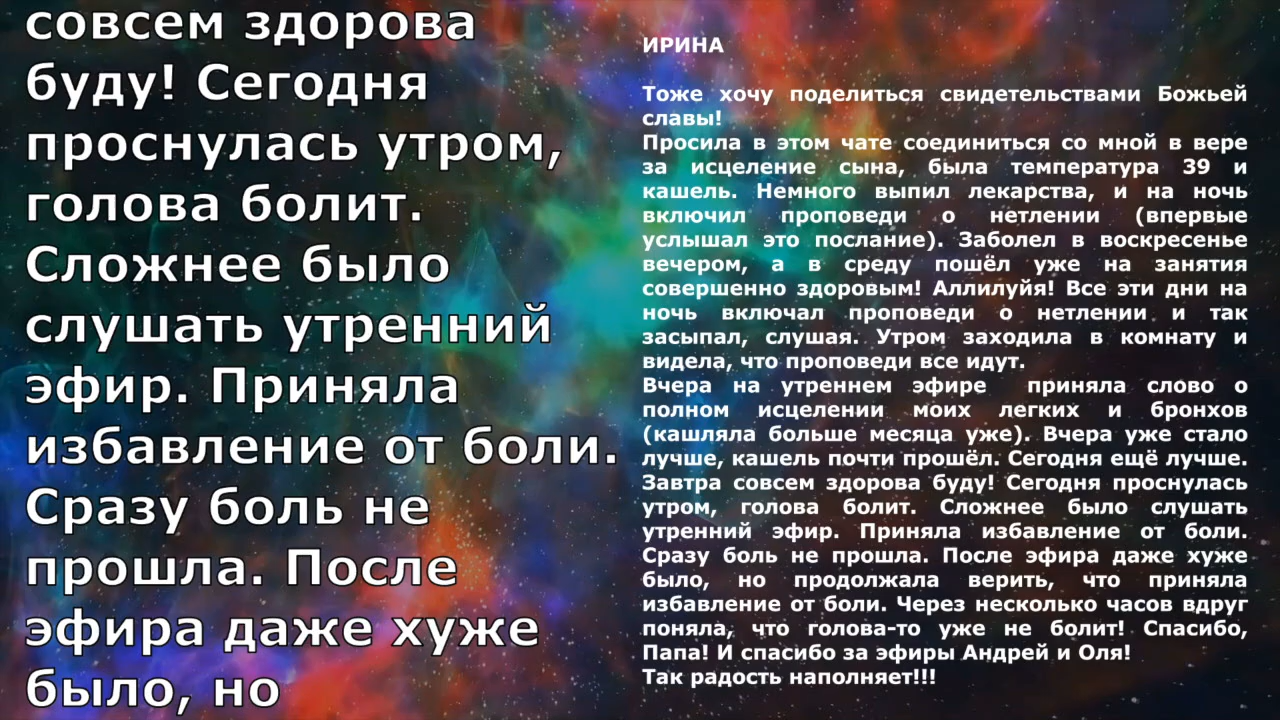 совсем здорова
буду! Сегодня
проснулась утром,
голова болит.
Сложнее было
слушать утренний
эфир. Приняла
избавление от боли.
Сразу боль не
прошла. После
эфира даже хуже
было, но
ИРИНА
Тоже хочу поделиться свидетельствами Божьей
славы!
Просила в этом чате соединиться со мной в вере
за исцеление сына, была температура 39 и
кашель. Немного выпил лекарства, и на ночь
включил проповеди о нетлении (впервые
услышал это послание). Заболел в воскресенье
вечером, а в среду пошёл уже на занятия
совершенно здоровым! Аллилуйя! Все эти дни на
ночь включал проповеди о нетлении и так
засыпал, слушая. Утром заходила в комнату и
видела, что проповеди все идут.
Вчера на утреннем эфире приняла слово о
полном исцелении моих легких и бронхов
(кашляла больше месяца уже). Вчера уже стало
лучше, кашель почти прошёл. Сегодня ещё лучше.
Завтра совсем здорова буду! Сегодня проснулась
утром, голова болит. Сложнее было слушать
утренний эфир. Приняла избавление от боли.
Сразу боль не прошла. После эфира даже хуже
было, но продолжала верить, что приняла
избавление от боли. Через несколько часов вдруг
поняла, что голова-то уже не болит! Спасибо,
Папа! И спасибо за эфиры Андрей и Оля!
Так радость наполняет!!!